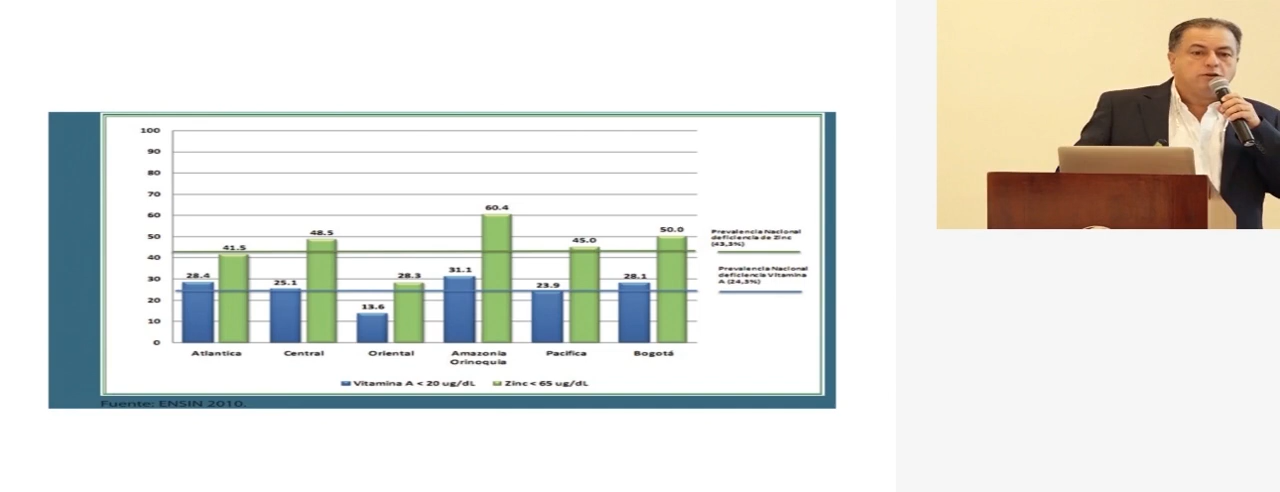 100
90
80
70
60
50
40
30
20
10
0
28.4
41.5
25.1
48.5
13.6
28.3
31.1
60.4
23.9
45.0
28.1
50.0
Atlantica
Central
Oriental
Amazonia
Orinoquia
Pacifica
Bogotá
Prevalencia Nacional
deficiencia de Zinc
(43,3%)
Prevalencia Nacional
deficiencia Vitamina
A (24,3%)
Vitamina A < 20 ug/dL
Zinc < 65 ug/dL
Fuente: ENSIN 2010.